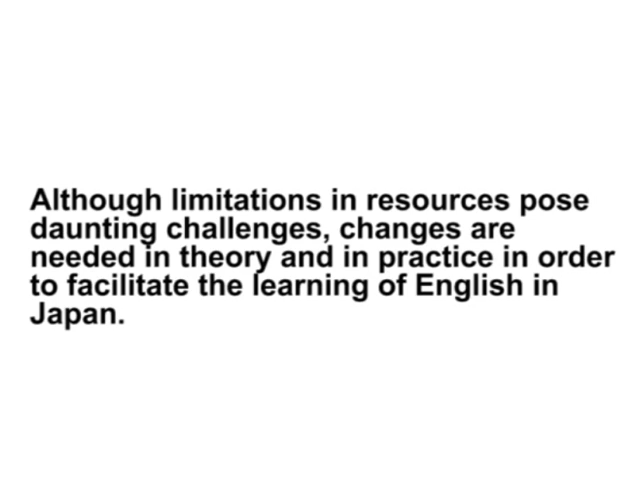 Although limitations in resources pose
daunting challenges, changes are
needed in theory and in practice in order
to facilitate the learning of English in
Japan.